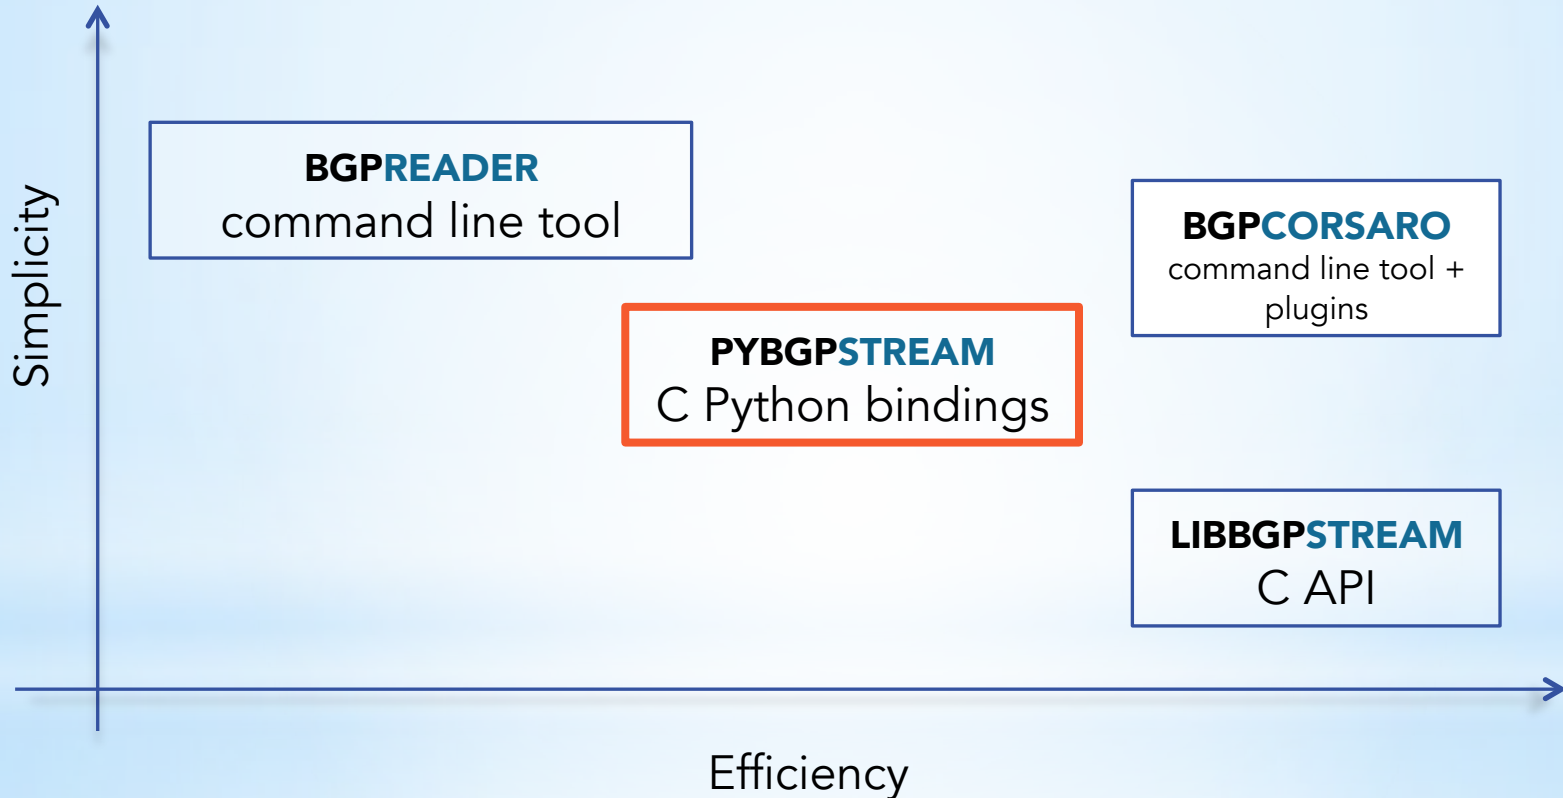 Simplicity
BGPREADER
command line tool
BGPCORSARO
command line tool +
plugins
PYBGPSTREAM
C Python bindings
LIBBGPSTREAM
C API
Efficiency